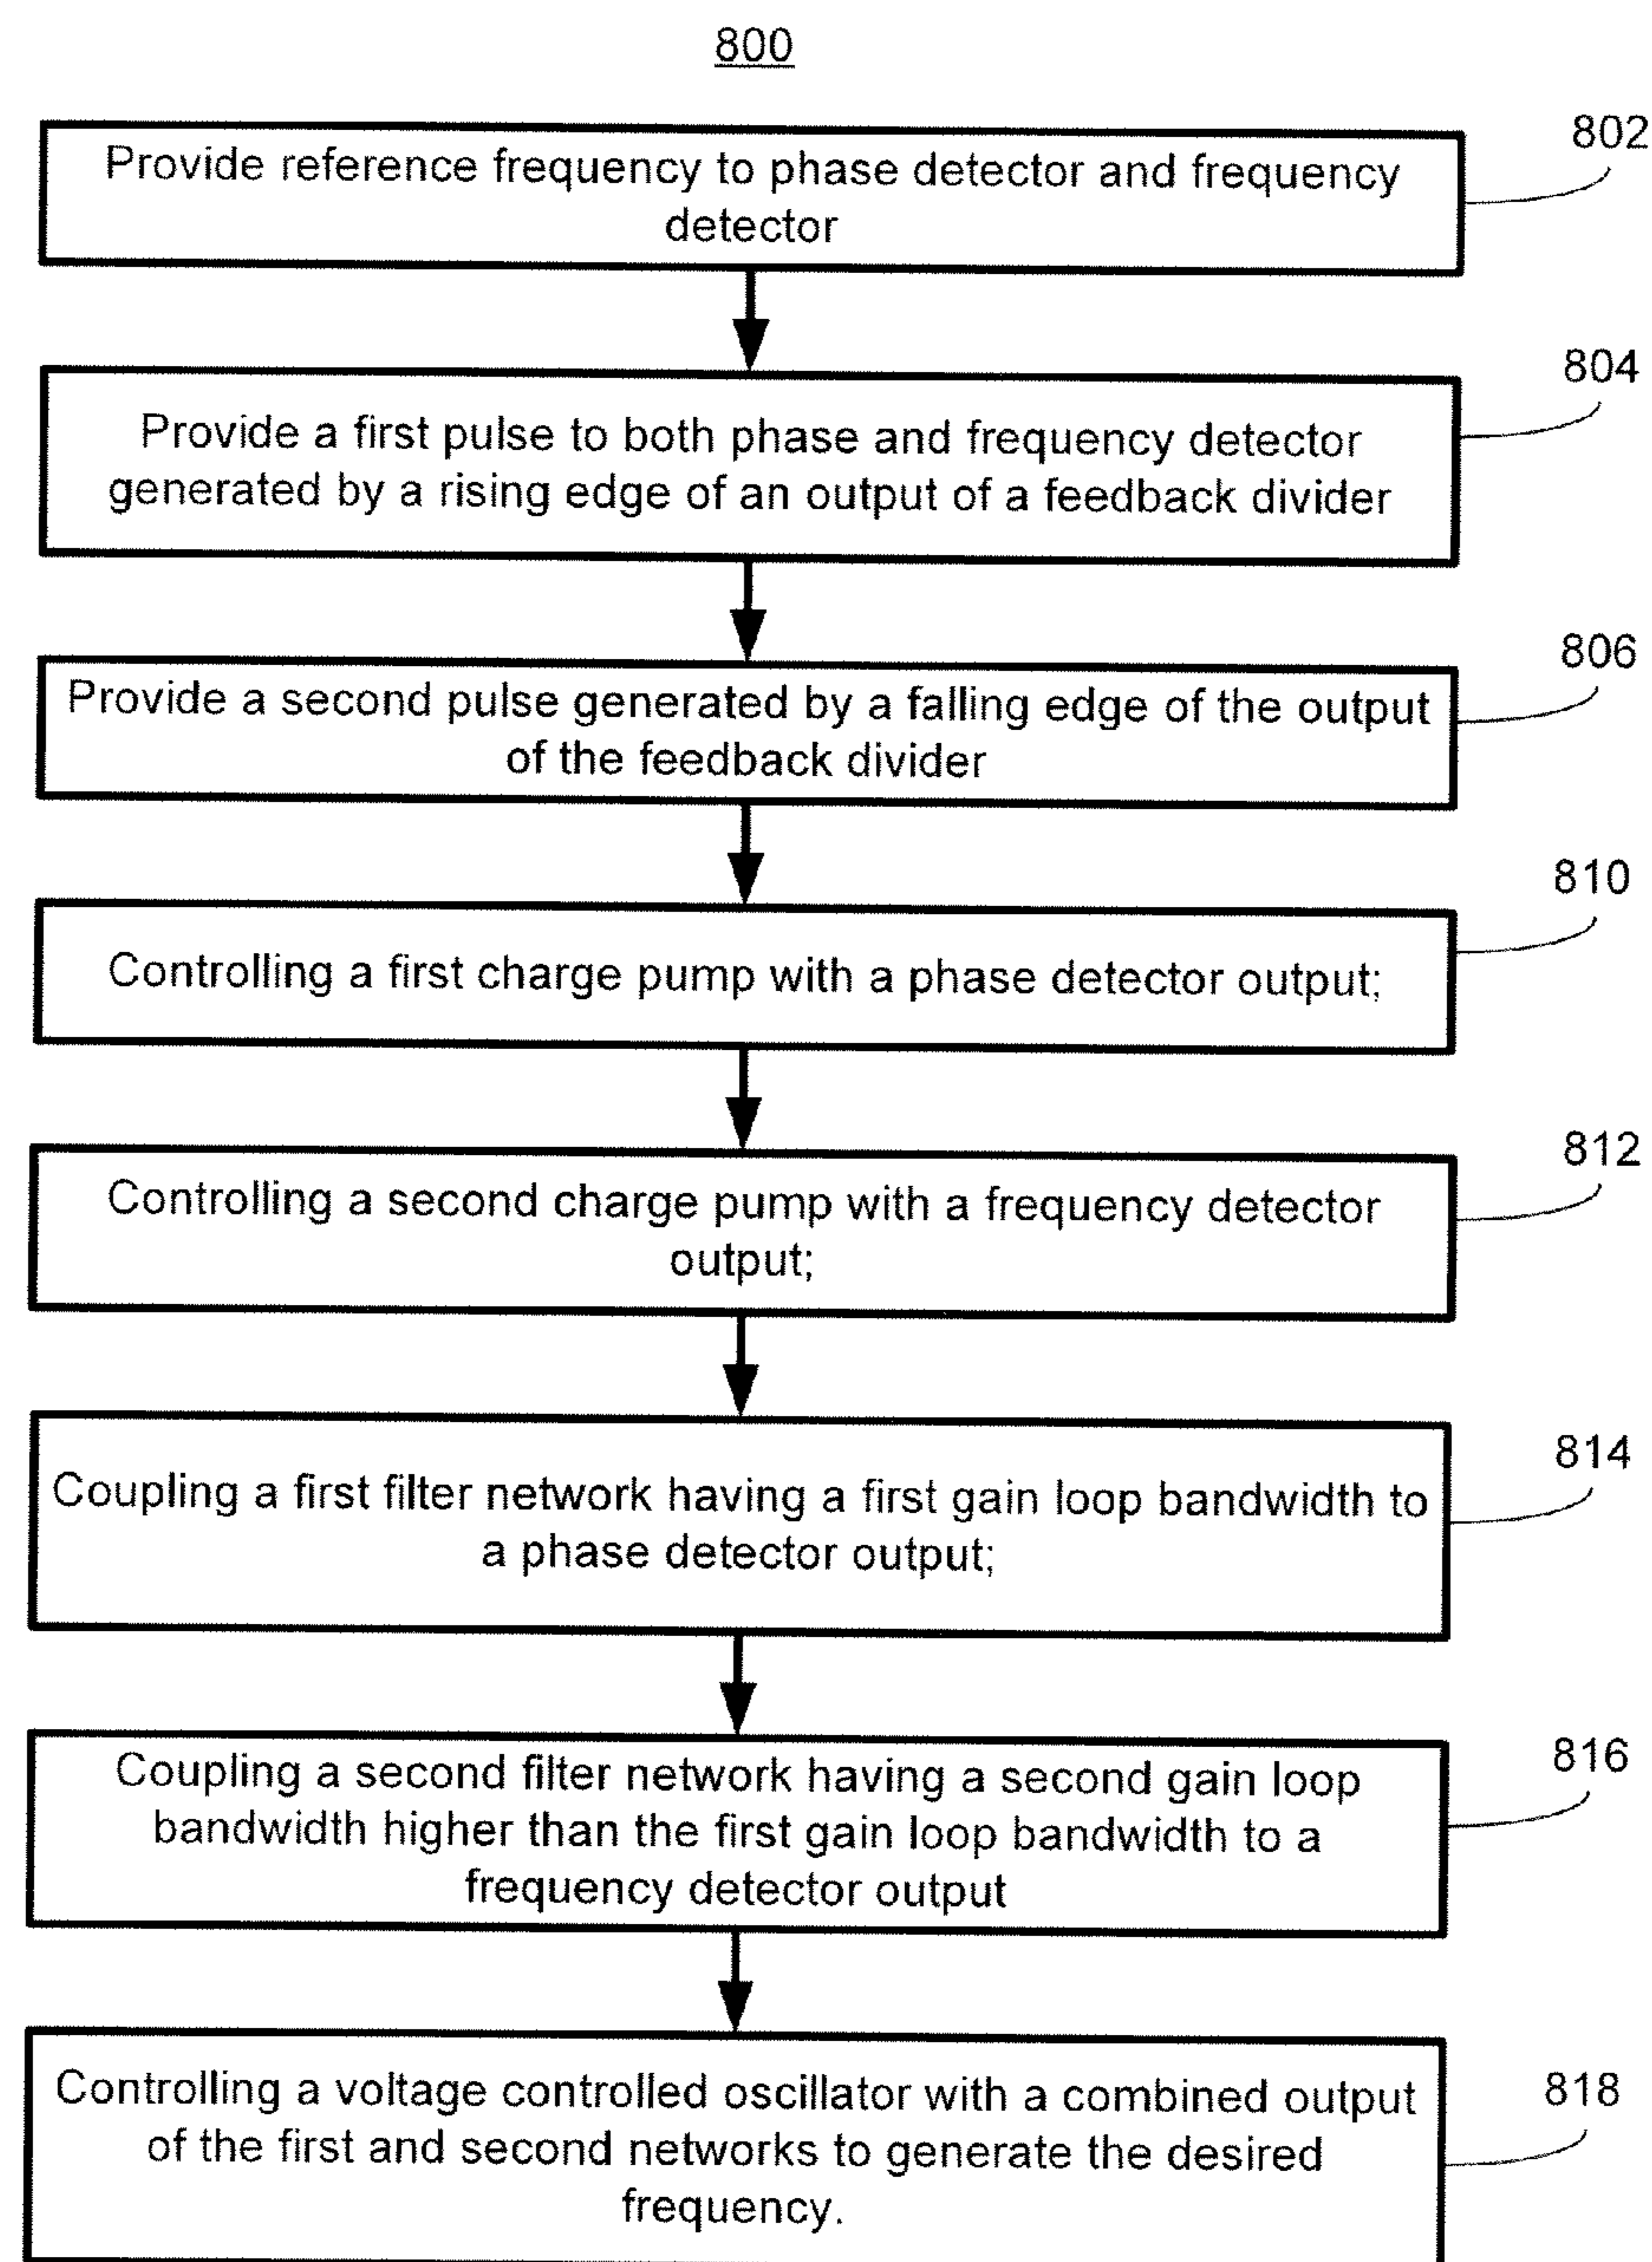 800
802
Provide reference frequency to phase detector and frequency
detector
804
Provide a first pulse to both phase and frequency detector
generated by a rising edge of an output of a feedback divider
806
Provide a second pulse generated by a falling edge of the output
of the feedback divider
810
Controlling a first charge pump with a phase detector output;
812
Controlling a second charge pump with a frequency detector
output;
814
Coupling a first filter network having a first gain loop bandwidth to
a phase detector output;
816
Coupling a second filter network having a second gain loop
bandwidth higher than the first gain loop bandwidth to a
frequency detector output
818
Controlling a voltage controlled oscillator with a combined output
of the first and second networks to generate the desired
frequency.